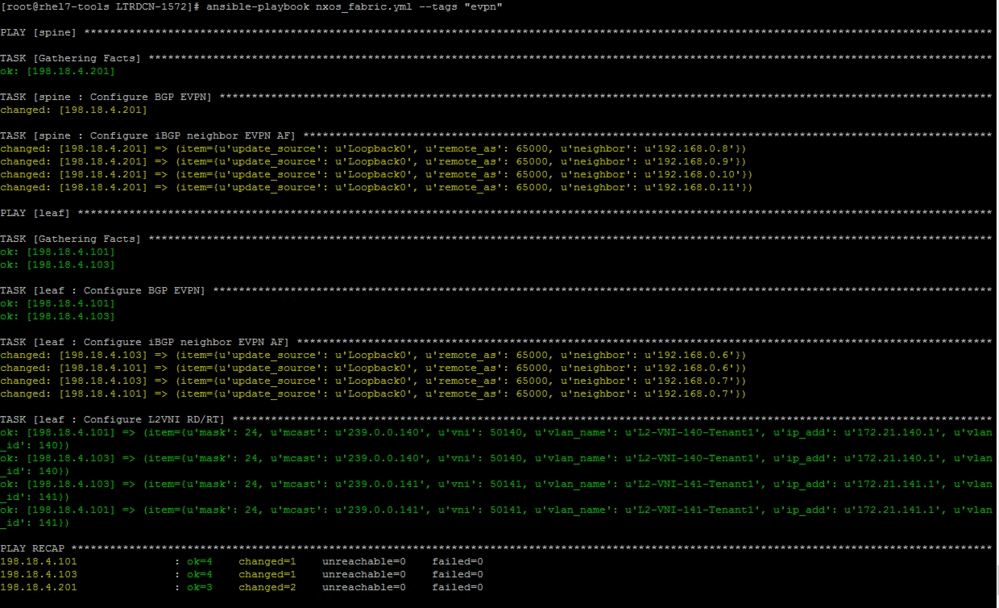 [root@rhel7-tools LTRDCN-1572]# ansible-playbook nxos_fabric.yml --tags "evpn"
PLAY [spine] *********************************************************************************************************************************************
TASK [Gathering Facts] ***********************************************************************************************************************************
ok: [198.18.4.201]
TASK [spine : Configure BGP EVPN] ************************************************************************************************************************
changed: [198.18.4.201]
TASK [spine : Configure iBGP neighbor EVPN AF] ***********************************************************************************************************
changed: [198.18.4.201] => (item={u'update_source': u'Loopback0', u'remote_as': 65000, u'neighbor': u'192.168.0.8'})
changed: [198.18.4.201] => (item={u'update_source': u'Loopback0', u'remote_as': 65000, u'neighbor': u'192.168.0.9'})
changed: [198.18.4.201] => (item={u'update_source': u'Loopback0', u'remote_as': 65000, u'neighbor': u'192.168.0.10'})
changed: [198.18.4.201] => (item={u'update_source': u'Loopback0', u'remote_as': 65000, u'neighbor': u'192.168.0.11'})
PLAY [leaf] **********************************************************************************************************************************************
TASK [Gathering Facts] ***********************************************************************************************************************************
ok: [198.18.4.101]
ok: [198.18.4.103]
TASK [leaf : Configure BGP EVPN] *************************************************************************************************************************
ok: [198.18.4.101]
ok: [198.18.4.103]
TASK [leaf : Configure iBGP neighbor EVPN AF] ************************************************************************************************************
changed: [198.18.4.103] => (item={u'update_source': u'Loopback0', u'remote_as': 65000, u'neighbor': u'192.168.0.6'})
changed: [198.18.4.101] => (item={u'update_source': u'Loopback0', u'remote_as': 65000, u'neighbor': u'192.168.0.6'})
changed: [198.18.4.103] => (item={u'update_source': u'Loopback0', u'remote_as': 65000, u'neighbor': u'192.168.0.7'})
changed: [198.18.4.101] => (item={u'update_source': u'Loopback0', u'remote_as': 65000, u'neighbor': u'192.168.0.7'})
TASK [leaf : Configure L2VNI RD/RT] **********************************************************************************************************************
ok: [198.18.4.101] => (item={u'mask': 24, u'mcast': u'239.0.0.140', u'vni': 50140, u'vlan_name': u'L2-VNI-140-Tenant1', u'ip_add': u'172.21.140.1', u'vlan
_id': 140})
ok: [198.18.4.103] => (item={u'mask': 24, u'mcast': u'239.0.0.140', u'vni': 50140, u'vlan_name': u'L2-VNI-140-Tenant1', u'ip_add': u'172.21.140.1', u'vlan
_id': 140})
ok: [198.18.4.103] => (item={u'mask': 24, u'mcast': u'239.0.0.141', u'vni': 50141, u'vlan_name': u'L2-VNI-141-Tenant1', u'ip_add': u'172.21.141.1', u'vlan
_id': 141})
ok: [198.18.4.101] => (item={u'mask': 24, u'mcast': u'239.0.0.141', u'vni': 50141, u'vlan_name': u'L2-VNI-141-Tenant1', u'ip_add': u'172.21.141.1', u'vlan
_id': 141})
PLAY RECAP ***********************************************************************************************************************************************
198.18.4.101               : ok=4    changed=1    unreachable=0    failed=0
198.18.4.103               : ok=4    changed=1    unreachable=0    failed=0
198.18.4.201               : ok=3    changed=2    unreachable=0    failed=0